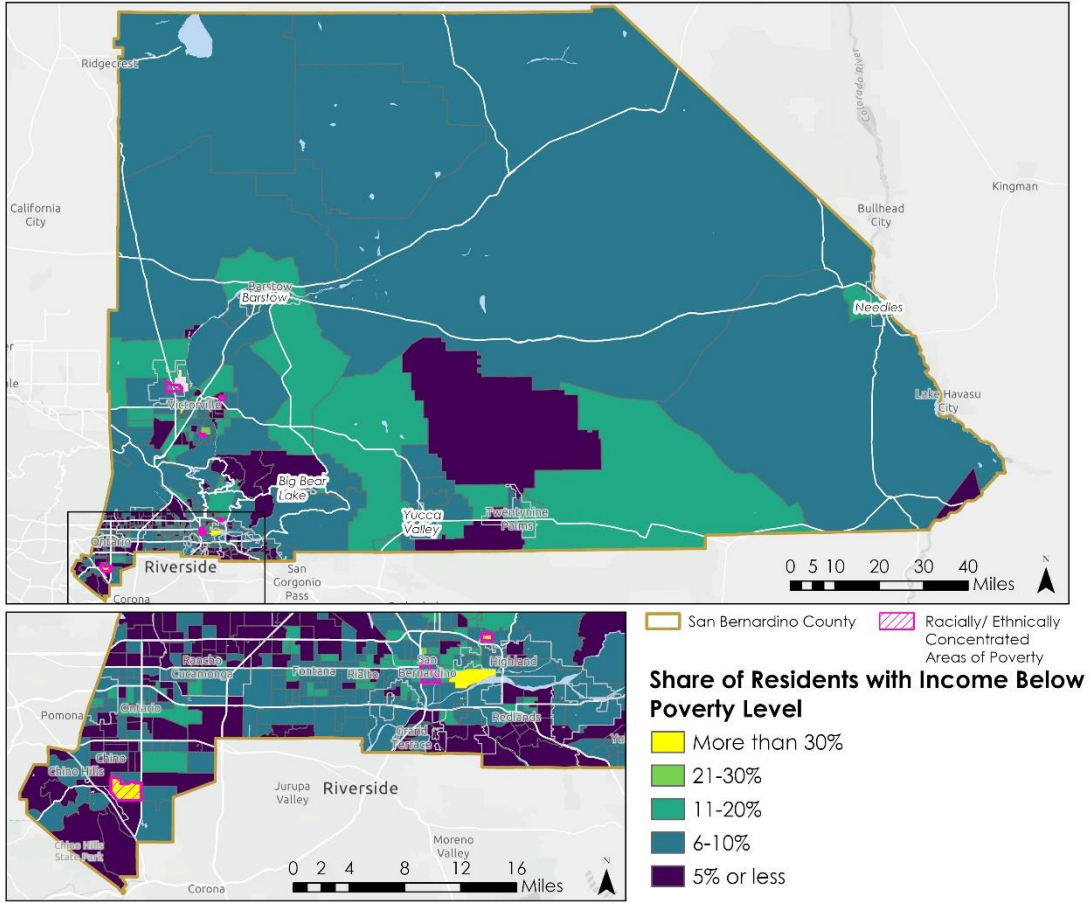 Ridgecrest
Colorado River
Kingman
California
City
Bullhead
City
Barstow
Barstow
Needles
Lake Havasu
City
Victorville
Big Bear
Lake
Yucca
Valley
Twentynine
Palms
Ontario
Riverside
San
Gorgonio
Pass
Corona
N
0 5 10 20 30 40
Miles
San Bernardino County
Racially/ Ethnically
Concentrated
Areas of Poverty
Share of Residents with Income Below
Poverty Level
More than 30%
21-30%
11-20%
6-10%
5% or less
Rancho
Cucamonga
Fontana
Rialto
San
Bernardino
Highland
Pomona
Ontario
Redlands
Grand
Terrace
Chino
Chino Hills
Jurupa
Valley
Riverside
Moreno
Valley
Chino Hills
State Park
Corona
0 2 4 8 12 16
Miles
N